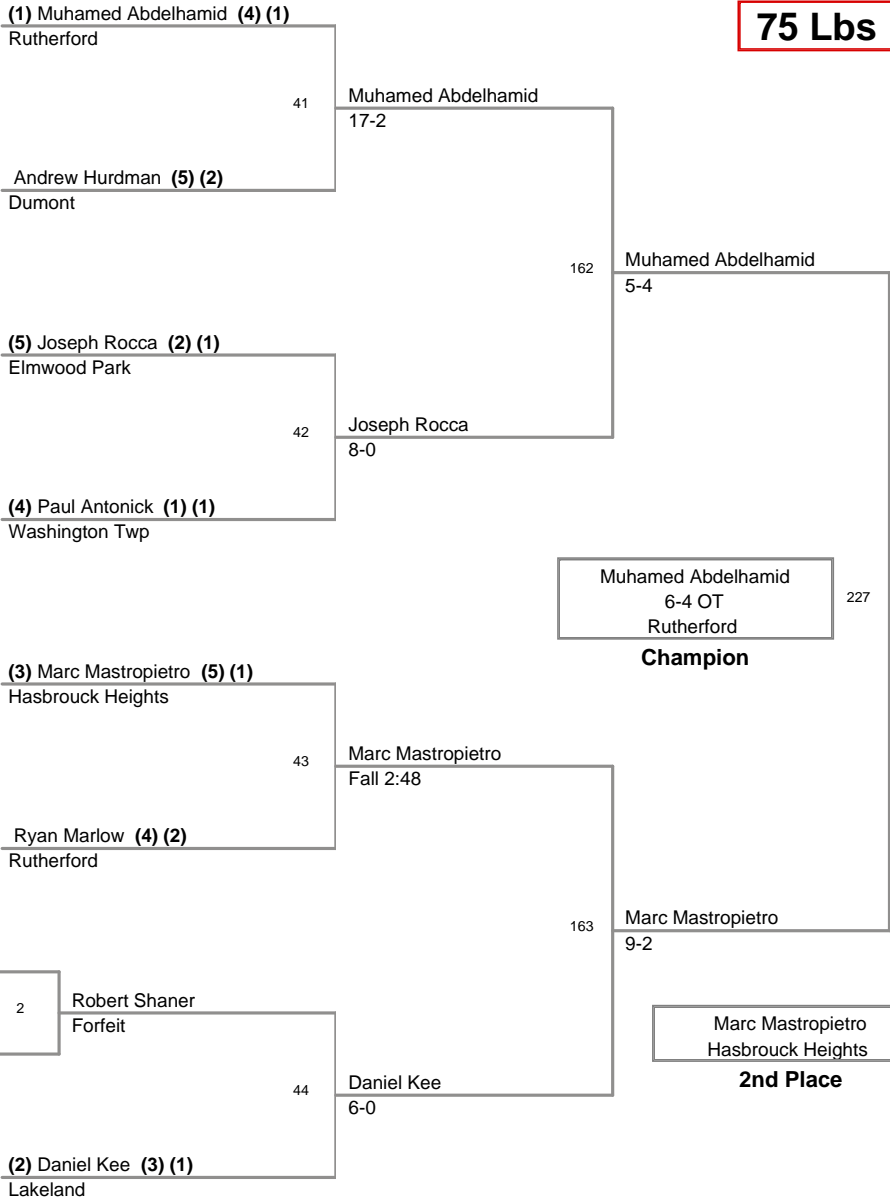 75 Lbs
(1) Muhamed Abdelhamid (4) (1)
Rutherford
41
Muhamed Abdelhamid
17-2
Andrew Hurdman (5) (2)
Dumont
162
Muhamed Abdelhamid
5-4
(5) Joseph Rocca (2) (1)
Elmwood Park
42
Joseph Rocca
8-0
(4) Paul Antonick (1) (1)
Washington Twp
Muhamed Abdelhamid
6-4 OT
Rutherford
227
Champion
(3) Marc Mastropietro (5) (1)
Hasbrouck Heights
43
Marc Mastropietro
Fall 2:48
Ryan Marlow (4) (2)
Rutherford
163
Marc Mastropietro
9-2
2
Robert Shaner
Forfeit
Marc Mastropietro
Hasbrouck Heights
2nd Place
44
Daniel Kee
6-0
(2) Daniel Kee (3) (1)
Lakeland